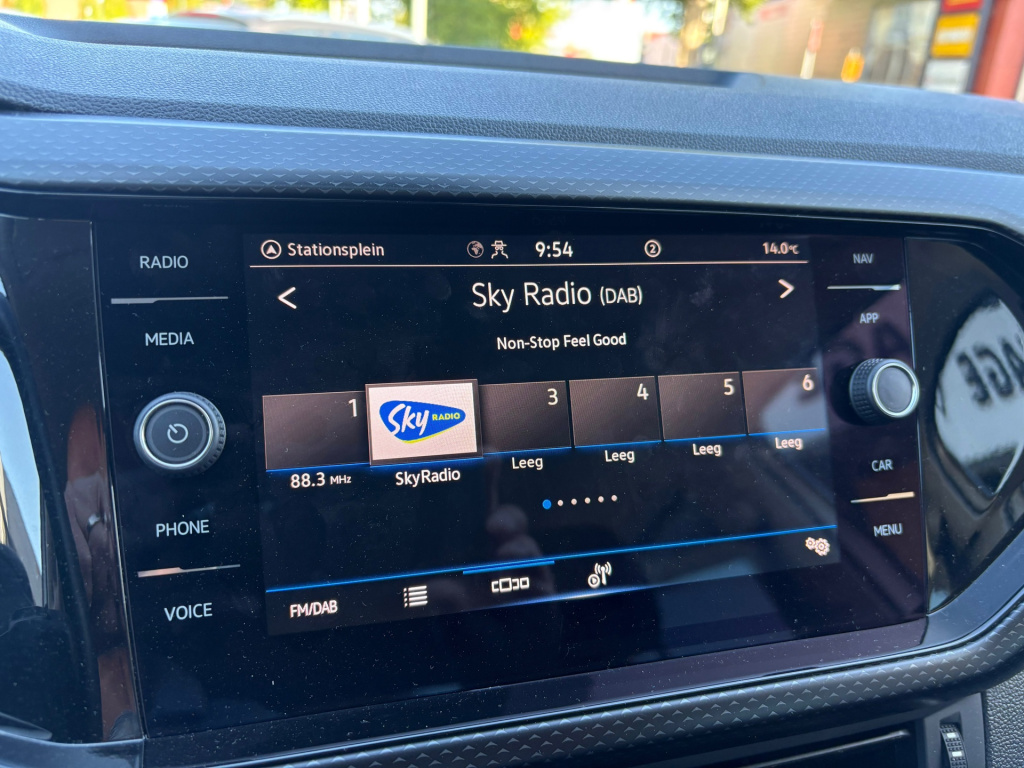 RADIO
MEDIA
PHONE
VOICE
Stationsplein 9:54 2 14.0°C
< Sky Radio (DAB) >
Non-Stop Feel Good
1 Sky RADIO 3 4 5 6
88.3 MHz SkyRadio Leeg Leeg Leeg Leeg
FM/DAB
NAV
APP
CAR
MENU
AGE